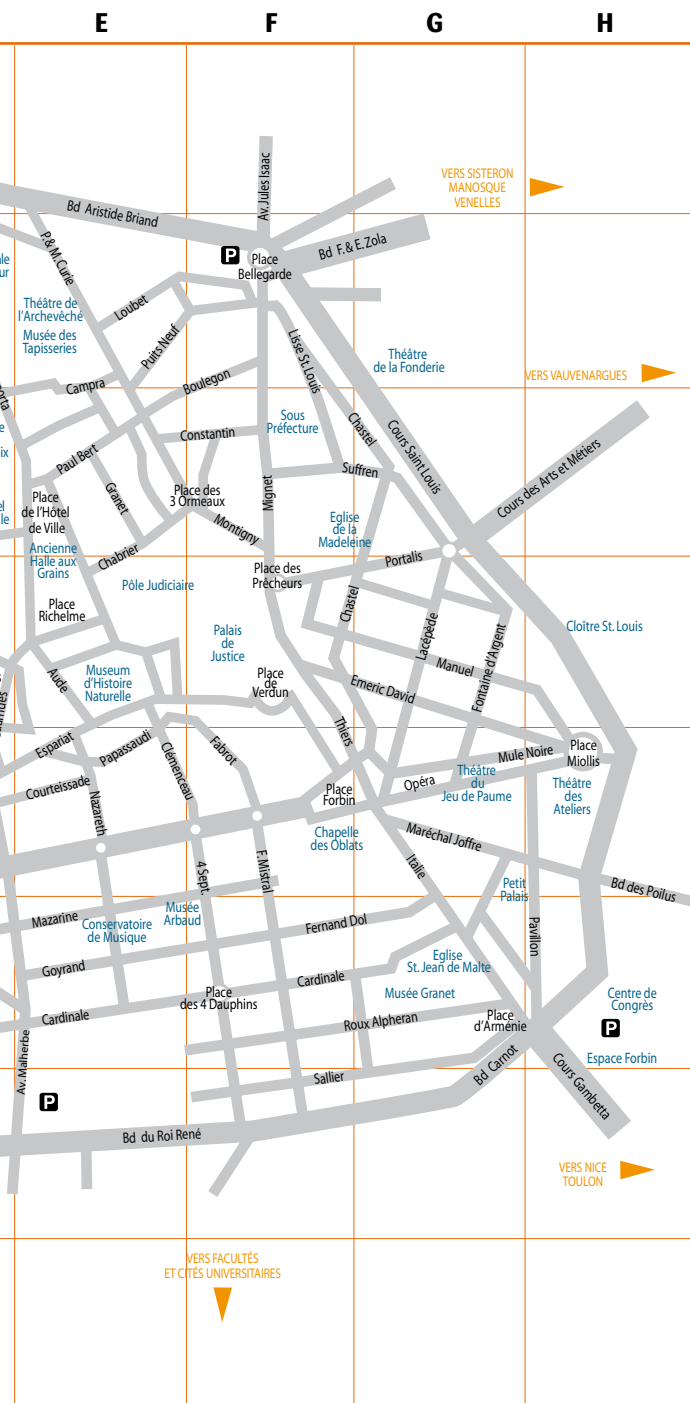 E F G H
Av. Jules Isaac
VERS SISTERON
MANOSQUE
VENELLES
Bd Aristide Briand
P
Place
Bellegarde
Bd F. & E. Zola
P. & M. Curie
Théâtre de
l'Archevêché
Musée des
Tapisseries
Loubet
Puits Neuf
Lisse St. Louis
Théâtre
de la Fonderie
VERS VAUVENARGUES
Campra
Boulegon
Sous
Préfecture
Chastel
Cours Saint Louis
Cours des Arts et Métiers
Constantin
Paul Bert
Suffren
Granet
Place des
3 Ormeaux
Mignet
Place
de l'Hôtel
de Ville
Montigny
Eglise
de la
Madeleine
Ancienne
Halle aux
Grains
Chabrier
Portalis
Place des
Prêcheurs
Pôle Judiciaire
Place
Richelme
Chastel
Lacépède
Fontaine d'Argent
Cloître St. Louis
Palais
de
Justice
Manuel
Aude
Museum
d'Histoire
Naturelle
Place
de
Verdun
Emeric David
Thiers
Espariat
Papassaudi
Clémenceau
Fabrot
Mule Noire
Place
Miollis
Courteissade
Nazareth
Place
Forbin
Opéra
Théâtre
du
Jeu de Paume
Théâtre
des
Ateliers
Chapelle
des Oblats
Maréchal Joffre
Italie
4 Sept.
F. Mistral
Petit
Palais
Bd des Poilus
Mazarine
Conservatoire
de Musique
Musée
Arbaud
Fernand Dol
Pavillon
Goyrand
Eglise
St. Jean de Malte
Cardinale
Place
des 4 Dauphins
Musée Granet
Centre de
Congrès
Cardinale
Roux Alpheran
Place
d'Arménie
P
Espace Forbin
Av. Malherbe
Sallier
Bd Carnot
Cours Gambetta
P
Bd du Roi René
VERS NICE
TOULON
VERS FACULTÉS
ET CITÉS UNIVERSITAIRES